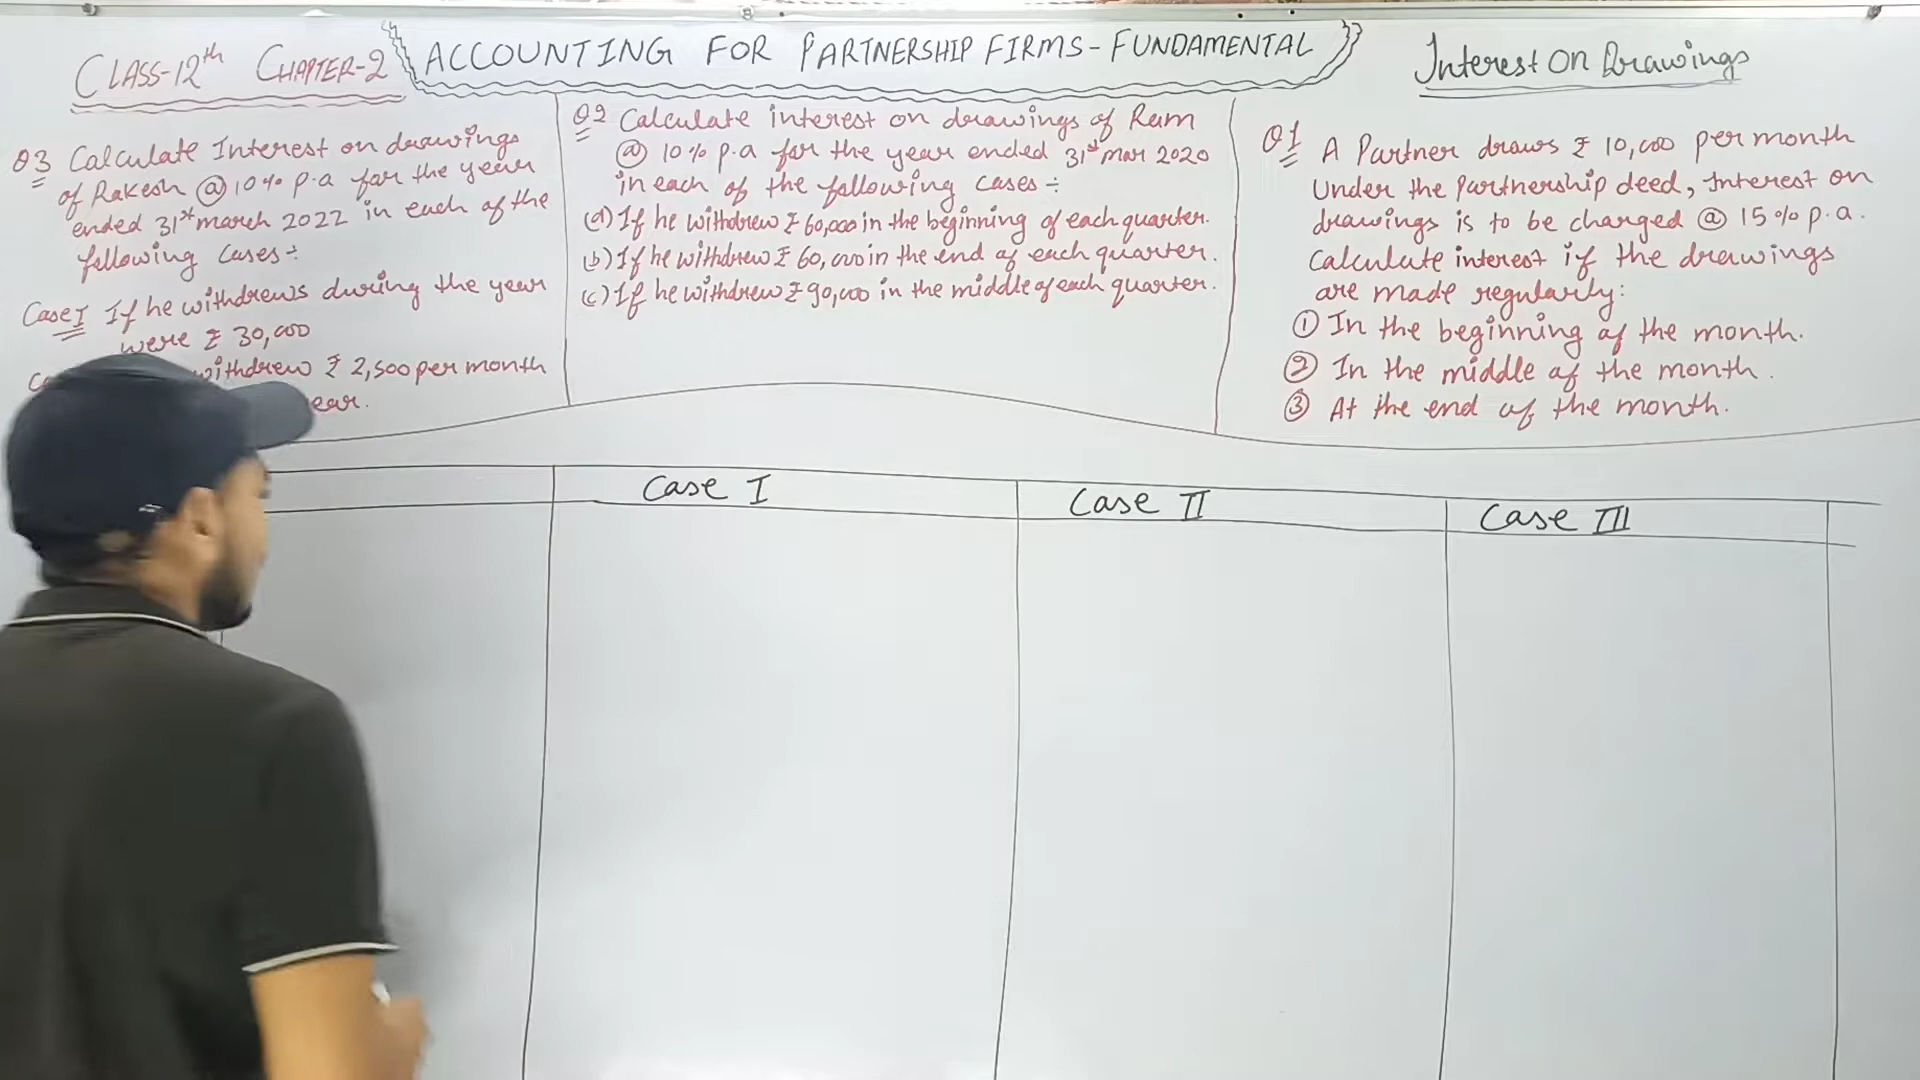 CLASS-12th CHAPTER-2 ACCOUNTING FOR PARTNERSHIP FIRMS-FUNDAMENTAL
Interest On Drawings
Q3 Calculate Interest on drawings
of Rakesh @ 10% p.a for the year
ended 31st march 2022 in each of the
following Cases÷
Case I If he withdrews during the year
were ₹ 30,000
withdrew ₹ 2,500 per month
ear.
Q2 Calculate interest on drawings of Ram
@ 10% p.a for the year ended 31st Mar 2020
in each of the following cases ÷
(a) If he withdrew ₹ 60,000 in the beginning of each quarter.
(b) If he withdrew ₹ 60,000 in the end of each quarter.
(c) If he withdrew ₹ 90,000 in the middle of each quarter.
Q1 A Partner draws ₹ 10,000 per month
Under the Partnership deed, Interest on
drawings is to be charged @ 15% p.a.
Calculate interest if the drawings
are made regularly:
① In the beginning of the month.
② In the middle of the month.
③ At the end of the month.
Case I
Case II
Case III